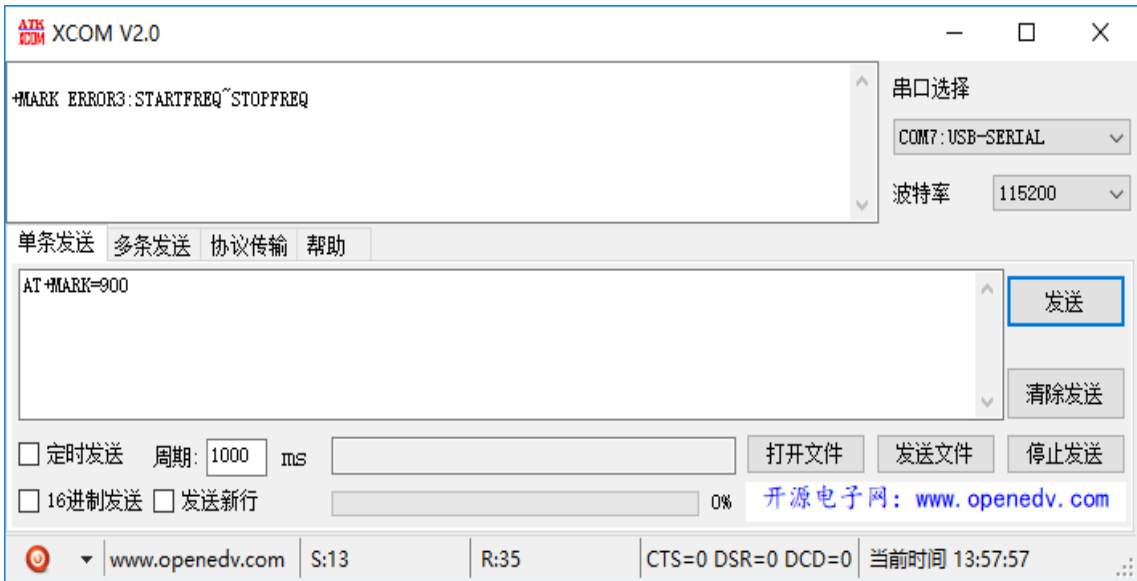 ATK
XCOM XCOM V2.0
+MARK ERROR3:STARTFREQ~STOPFREQ
串口选择
COM7:USB-SERIAL
波特率 115200
单条发送 多条发送 协议传输 帮助
AT+MARK=900
发送
清除发送
定时发送 周期: 1000 ms 打开文件 发送文件 停止发送
16进制发送 发送新行 0% 开源电子网: www.openedv.com
www.openedv.com S:13 R:35 CTS=0 DSR=0 DCD=0 当前时间 13:57:57